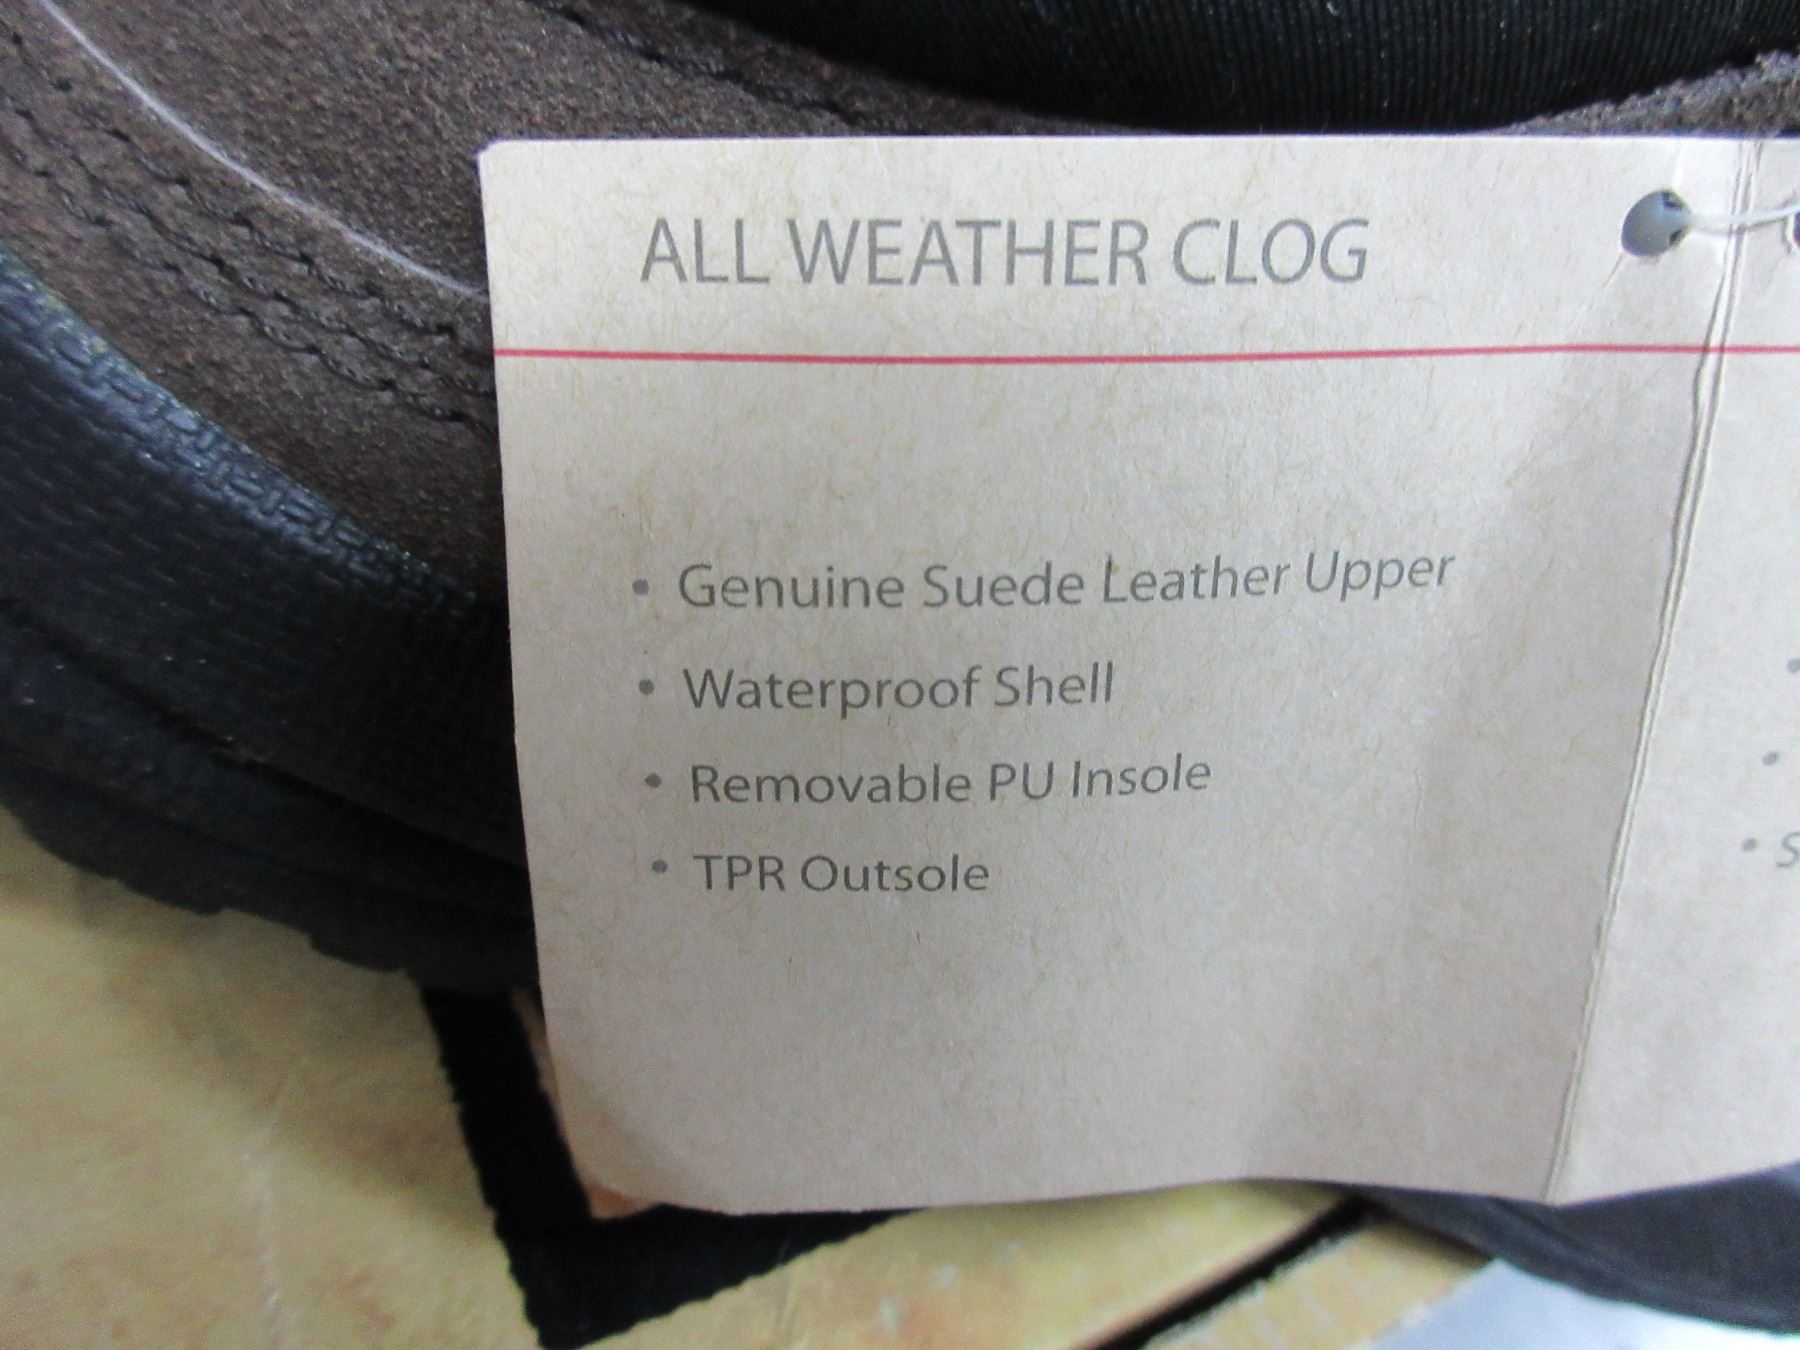 ALL WEATHER CLOG
• Genuine Suede Leather Upper
• Waterproof Shell
• Removable PU Insole
• TPR Outsole